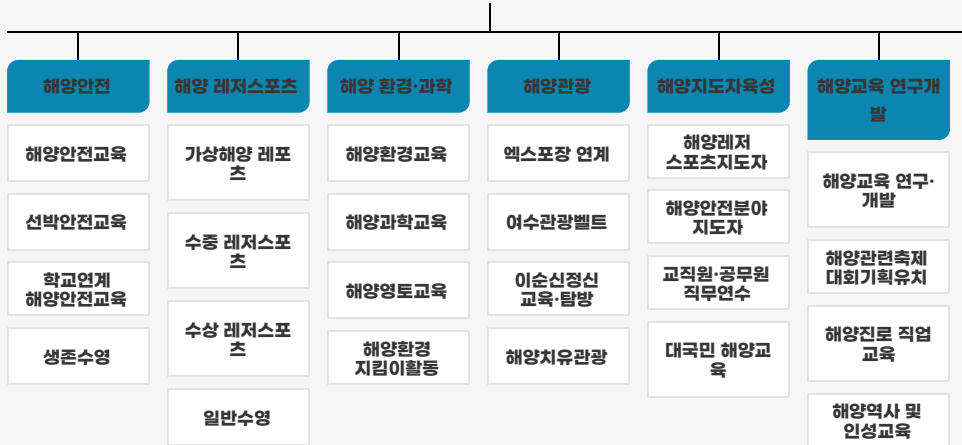 해양안전
해양안전교육
선박안전교육
학교연계
해양안전교육
생존수영
해양 레저스포츠
가상해양 레포
츠
수중 레저스포
츠
수상 레저스포
츠
일반수영
해양 환경·과학
해양환경교육
해양과학교육
해양영토교육
해양환경
지킴이활동
해양관광
엑스포장 연계
여수관광벨트
이순신정신
교육·탐방
해양치유관광
해양지도자육성
해양레저
스포츠지도자
해양안전분야
지도자
교직원·공무원
직무연수
대국민 해양교
육
해양교육 연구개
발
해양교육 연구·
개발
해양관련축제
대회기획유치
해양진로 직업
교육
해양역사 및
인성교육